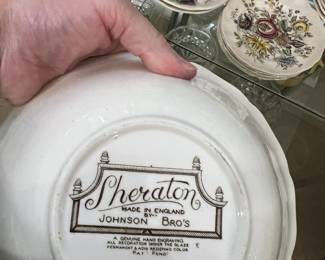 Sheraton
MADE IN ENGLAND
BY
JOHNSON BRO'S
A GENUINE HAND ENGRAVING
ALL DECORATION UNDER THE GLAZE E
PERMANENT & ACID RESISTING COLOR
PAT. PEND.